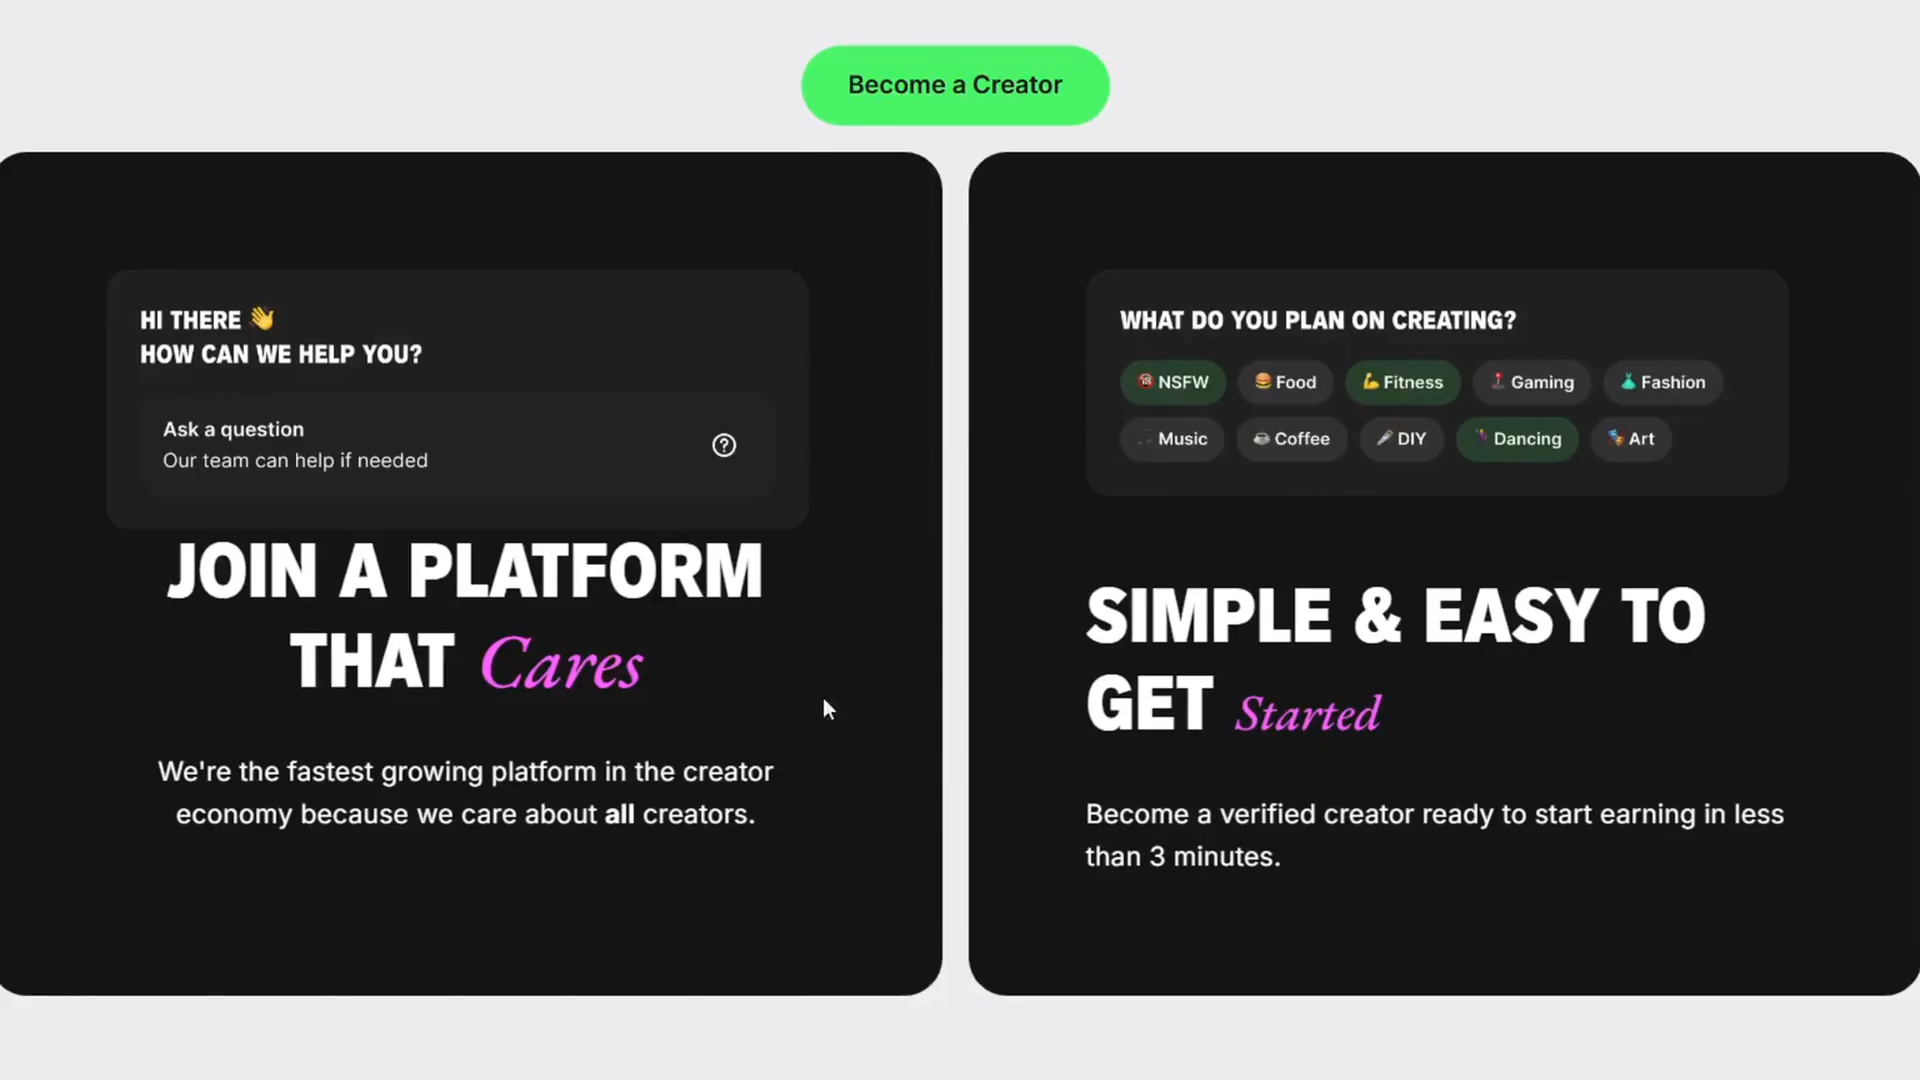 Become a Creator
HI THERE 👋
HOW CAN WE HELP YOU?
Ask a question
Our team can help if needed
JOIN A PLATFORM
THAT Cares
We're the fastest growing platform in the creator
economy because we care about all creators.
WHAT DO YOU PLAN ON CREATING?
🔞 NSFW 🍔 Food 💪 Fitness 🕹️ Gaming 👗 Fashion
🎵 Music ☕ Coffee 🎤 DIY 💃 Dancing 🎭 Art
SIMPLE & EASY TO
GET Started
Become a verified creator ready to start earning in less
than 3 minutes.